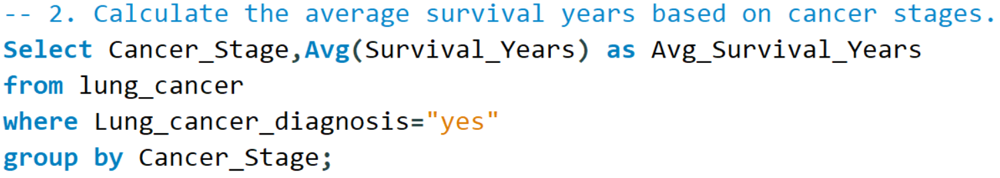 -- 2. Calculate the average survival years based on cancer stages.
Select Cancer_Stage,Avg(Survival_Years) as Avg_Survival_Years
from lung_cancer
where Lung_cancer_diagnosis="yes"
group by Cancer_Stage;